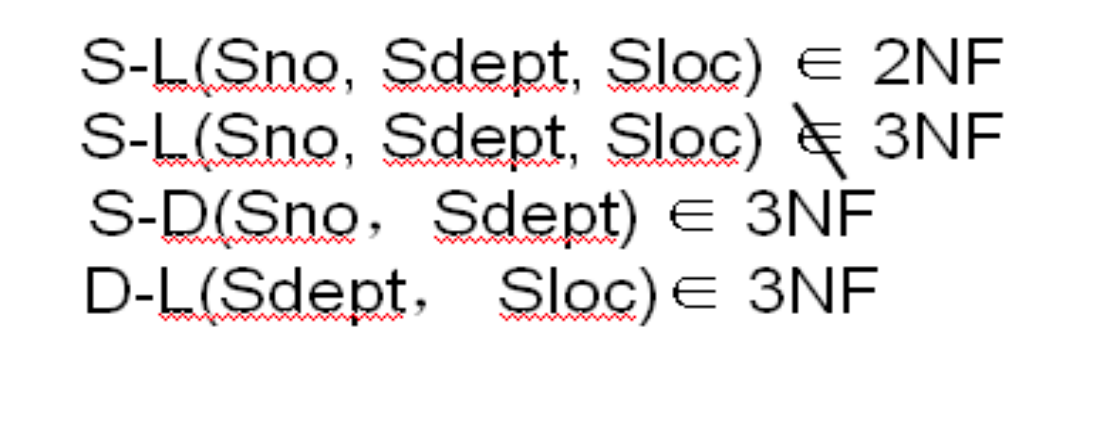 S-L(Sno, Sdept, Sloc) ∈ 2NF
S-L(Sno, Sdept, Sloc) ∉ 3NF
S-D(Sno， Sdept) ∈ 3NF
D-L(Sdept， Sloc)∈ 3NF